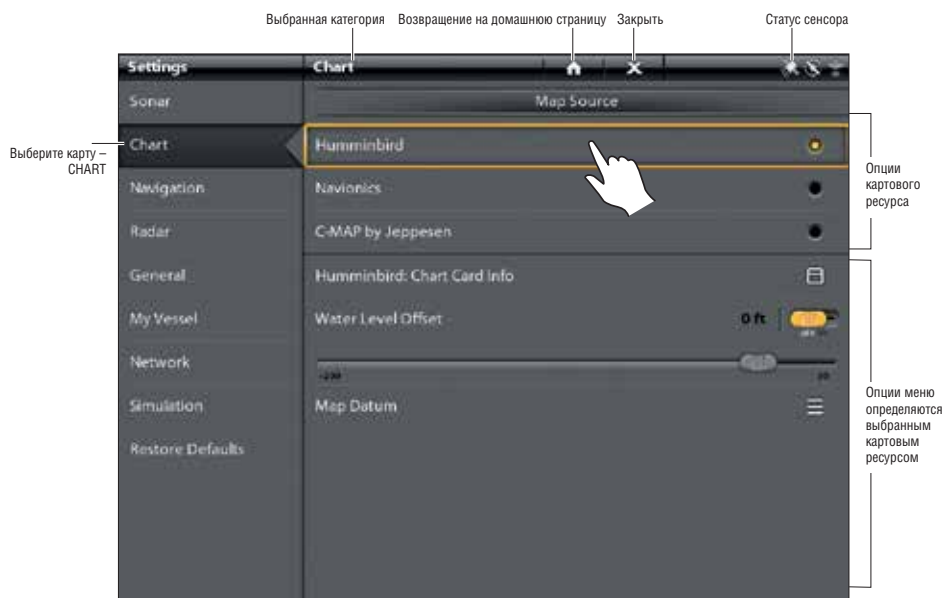 Выбранная категория Возвращение на домашнюю страницу Закрыть Статус сенсора
Settings Chart
Sonar Map Source
Выберите карту –
CHART
Chart Humminbird
Navigation Navionics
Radar C-MAP by Jeppesen
Опции
картового
ресурса
General Humminbird: Chart Card Info
My Vessel Water Level Offset 0 ft
Network
Simulation Map Datum
Restore Defaults
Опции меню
определяются
выбранным
картовым
ресурсом